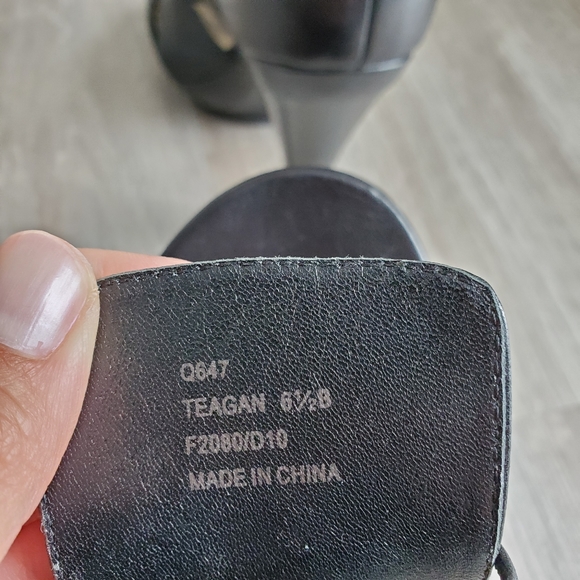 Q647
TEAGAN 6½B
F2080/D10
MADE IN CHINA